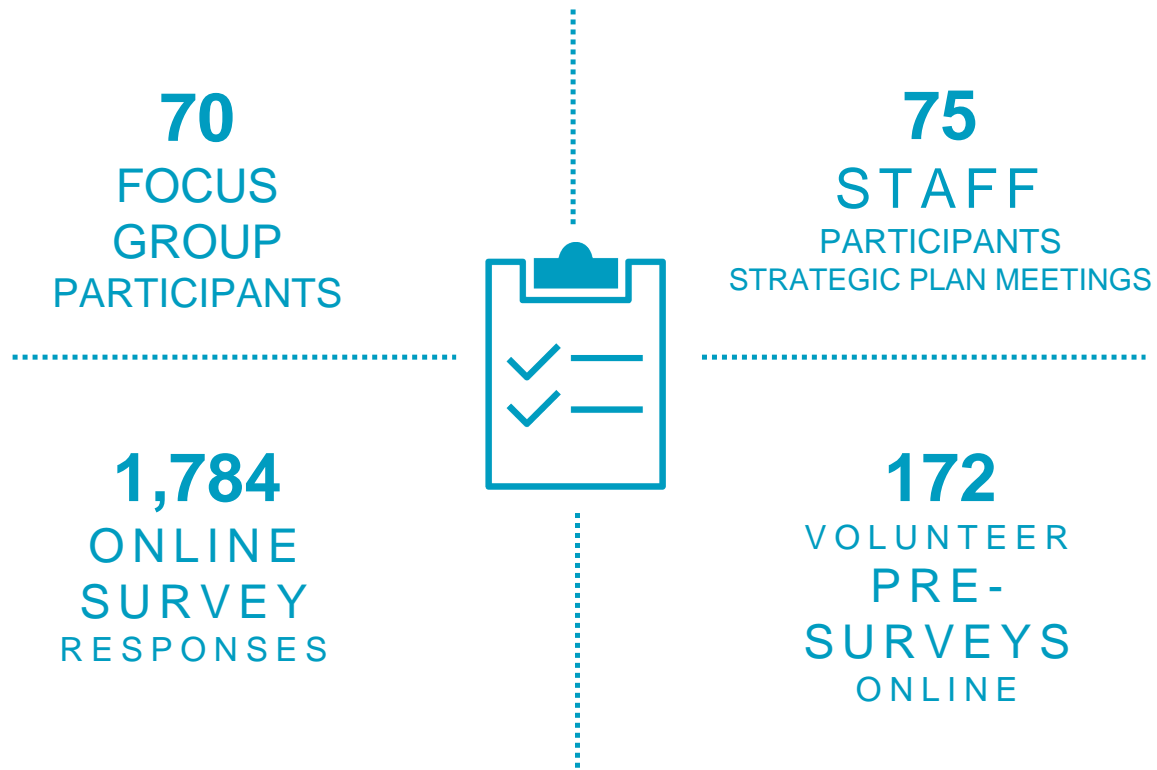 70
FOCUS
GROUP
PARTICIPANTS
75
STAFF
PARTICIPANTS
STRATEGIC PLAN MEETINGS
1,784
ONLINE
SURVEY
RESPONSES
172
VOLUNTEER
PRE-
SURVEYS
ONLINE